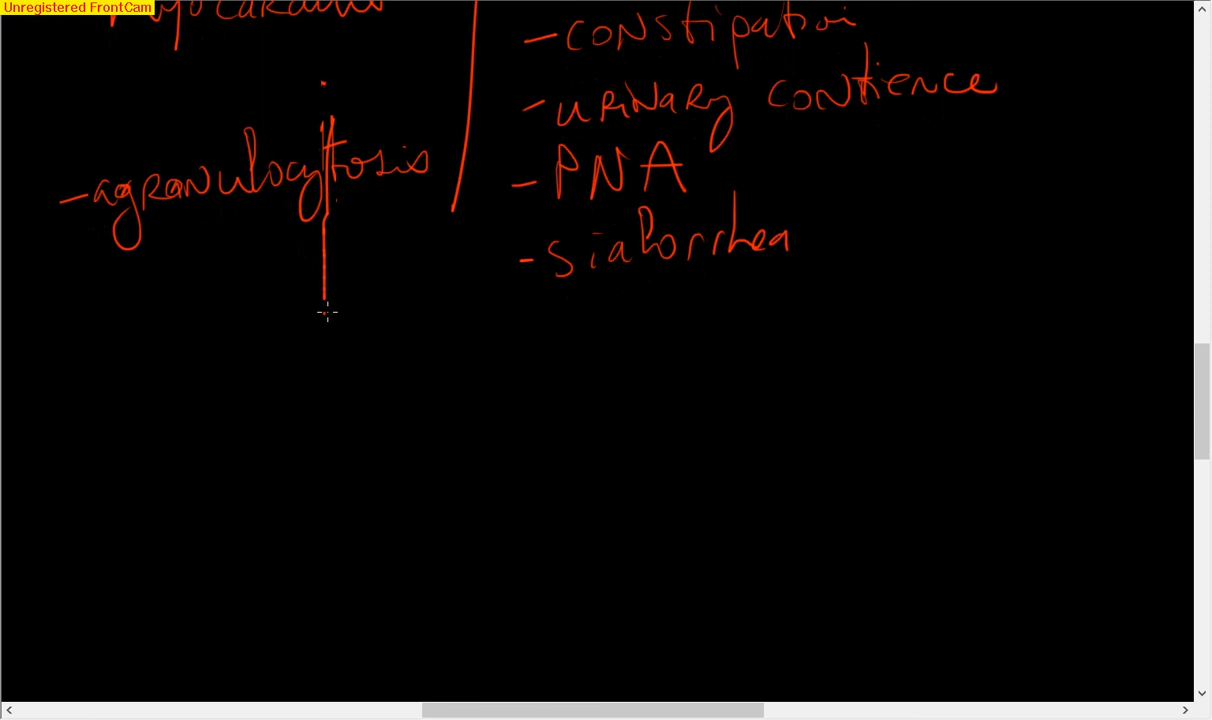 Unregistered FrontCam
- constipation
- uRiNaRy contience
- agranulocytosis
- PNA
- sialorrhea